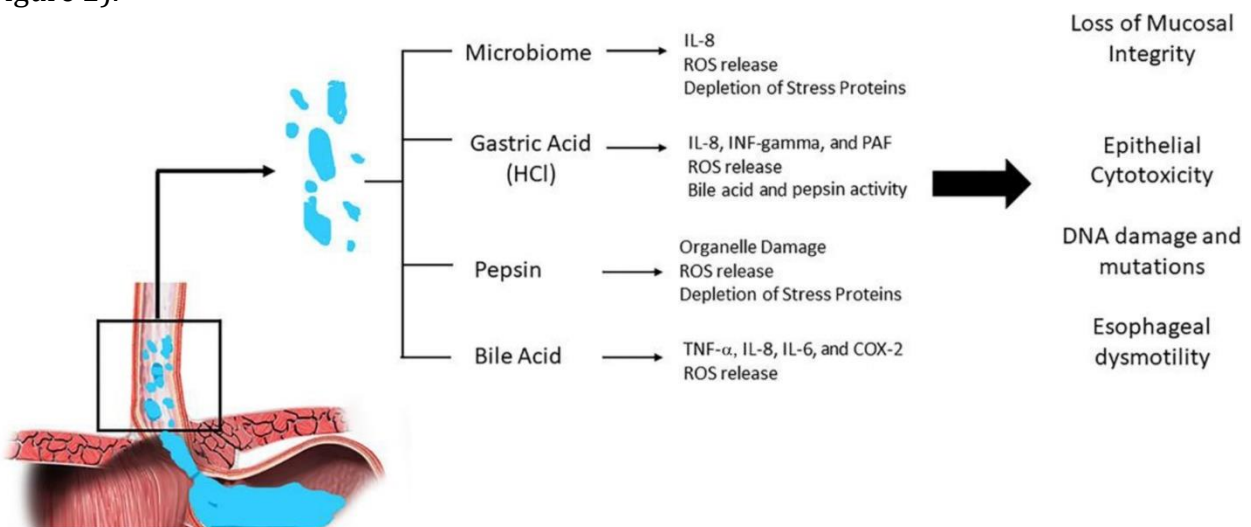 Microbiome
IL-8
ROS release
Depletion of Stress Proteins
Gastric Acid
(HCl)
IL-8, INF-gamma, and PAF
ROS release
Bile acid and pepsin activity
Pepsin
Organelle Damage
ROS release
Depletion of Stress Proteins
Bile Acid
TNF-α, IL-8, IL-6, and COX-2
ROS release
Loss of Mucosal
Integrity
Epithelial
Cytotoxicity
DNA damage and
mutations
Esophageal
dysmotility